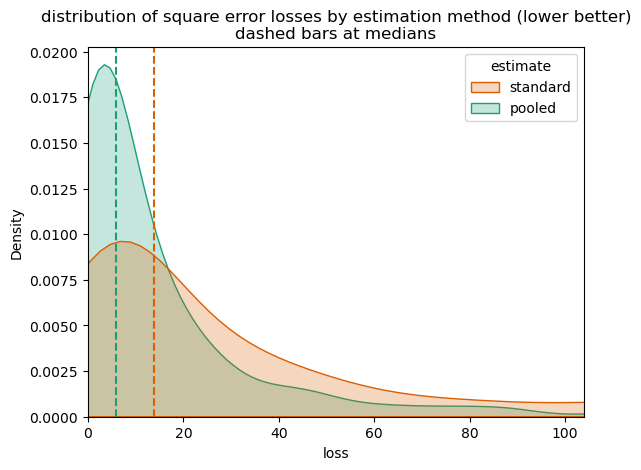 distribution of square error losses by estimation method (lower better)
dashed bars at medians
0.0200
0.0175
0.0150
0.0125
0.0100
0.0075
0.0050
0.0025
0.0000
Density
estimate
standard
pooled
0 20 40 60 80 100
loss